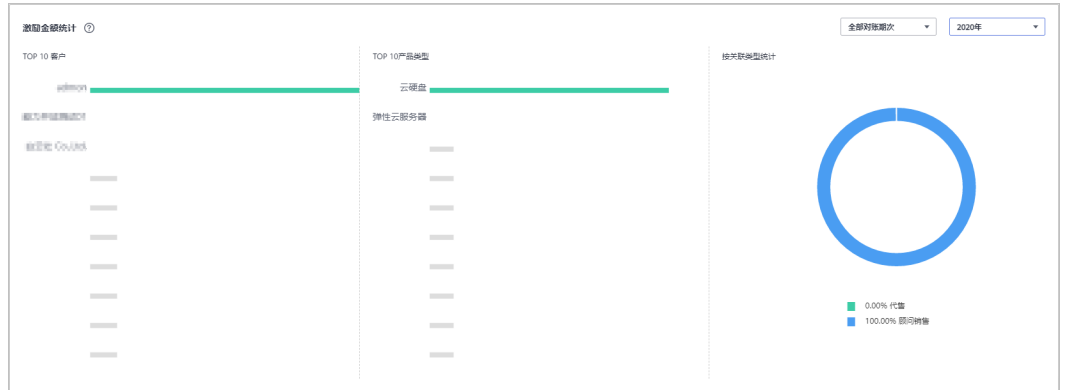 激励金额统计 ?
全部对账期次
2020年
TOP 10 客户
TOP 10产品类型
云硬盘
弹性云服务器
按关联类型统计
0.00% 代售
100.00% 顾问销售